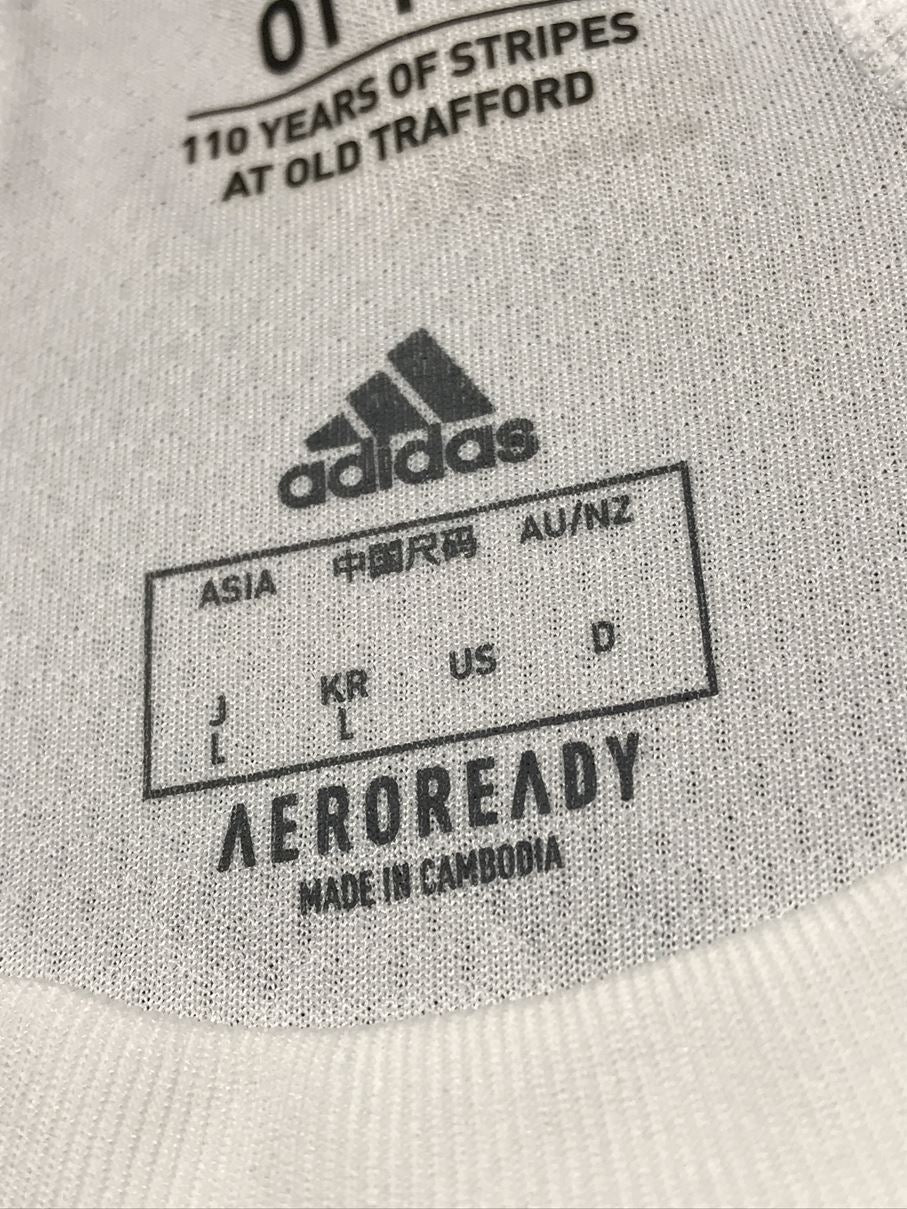 110 YEARS OF STRIPES
AT OLD TRAFFORD
adidas
ASIA 中国尺码 AU/NZ
J KR US D
L L
AEROREADY
MADE IN CAMBODIA